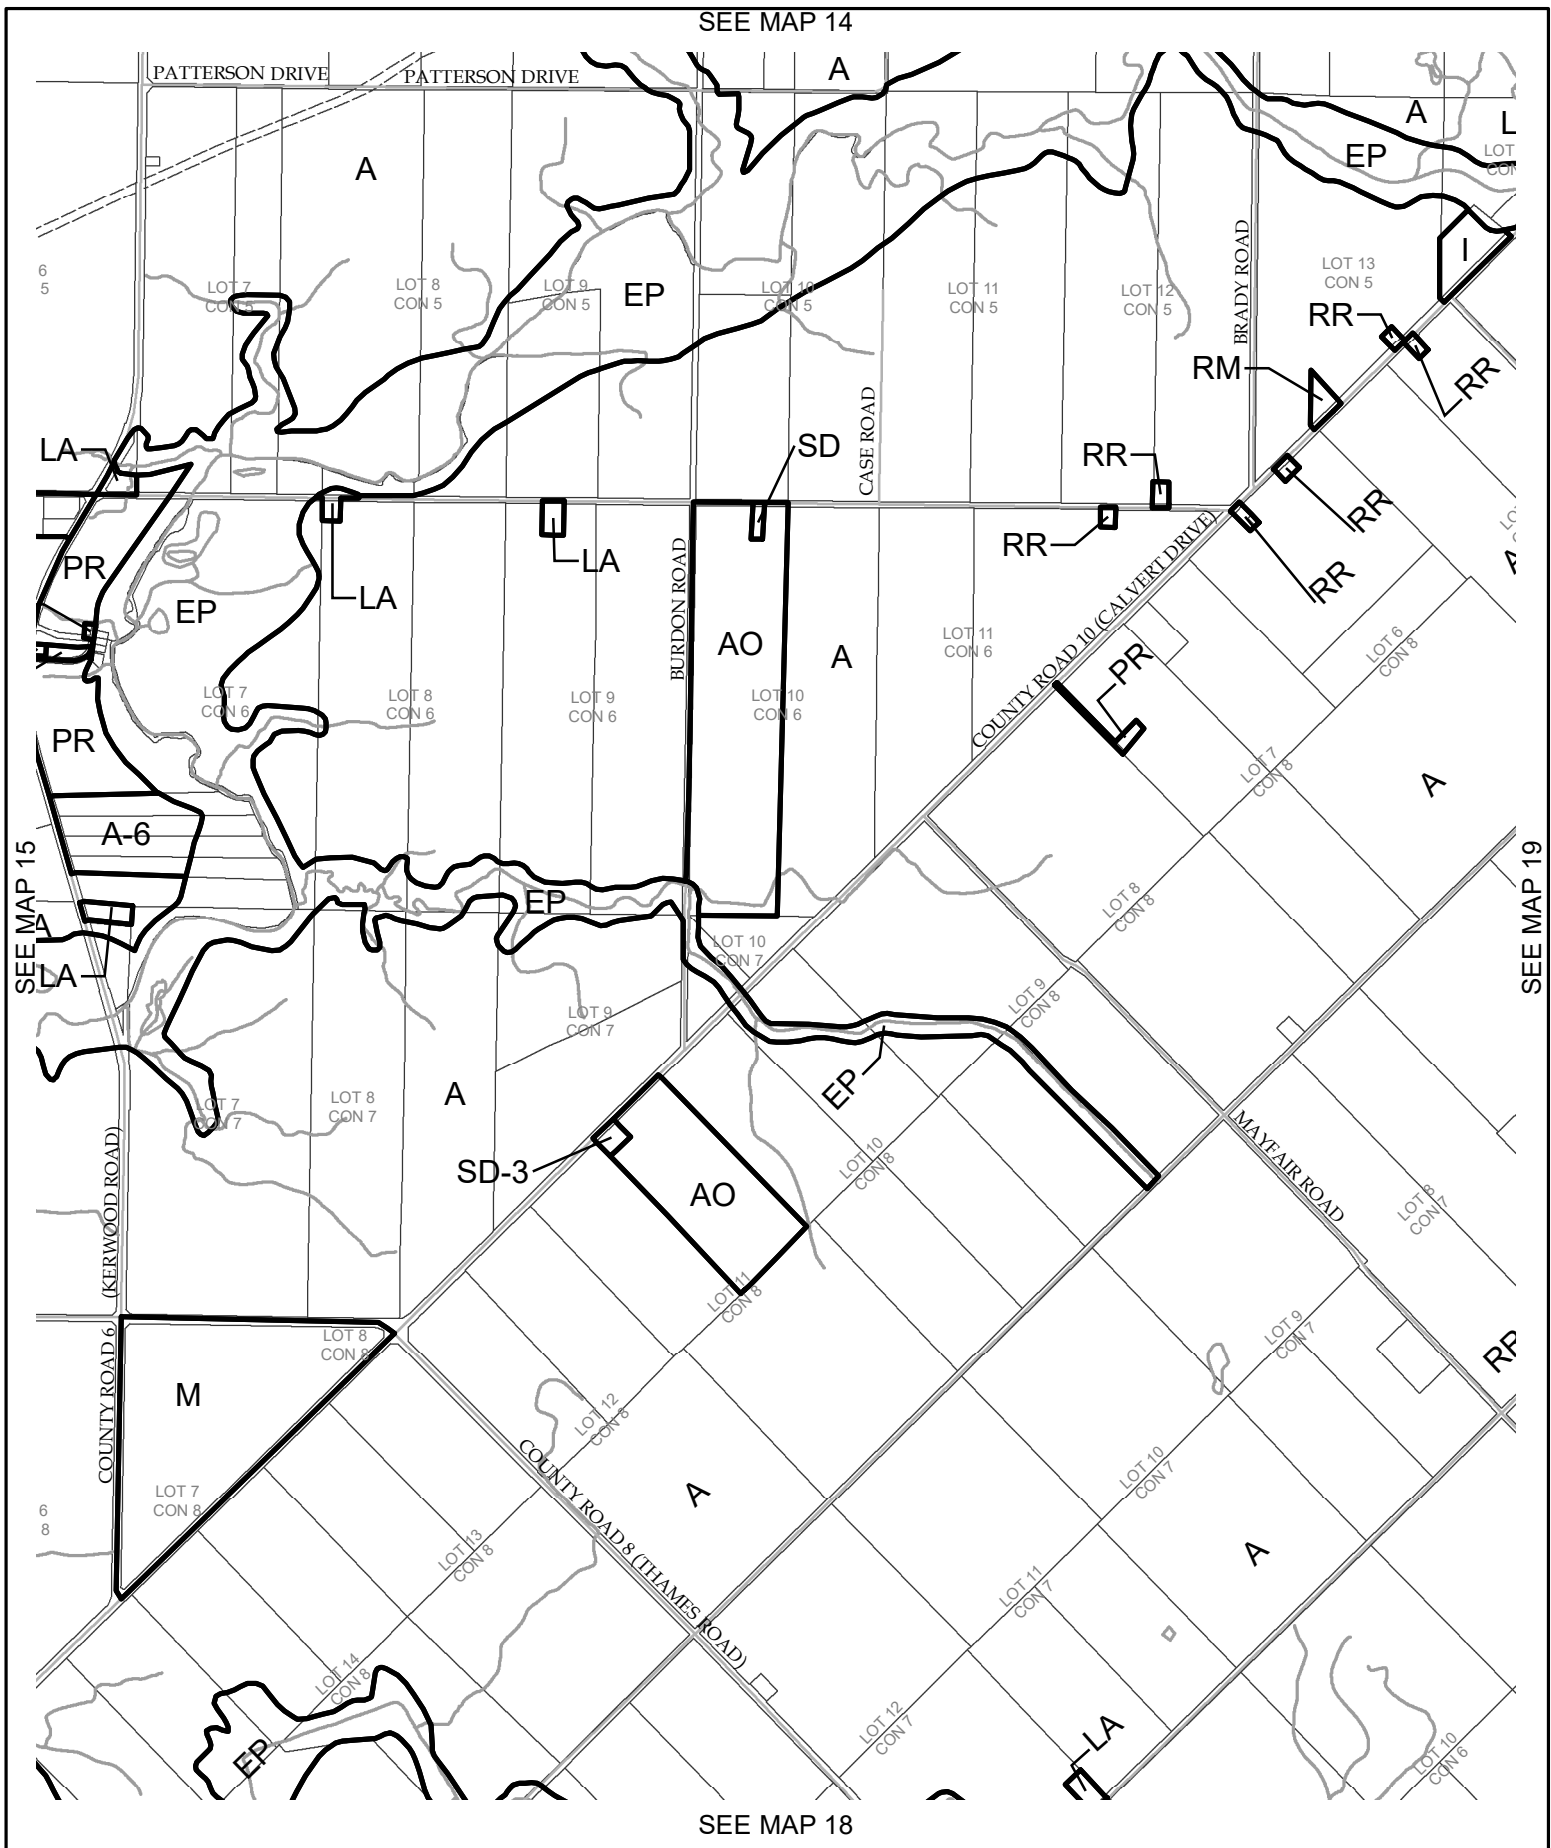 SEE MAP 14
PATTERSON DRIVE
PATTERSON DRIVE
A
A
L
LOT
CON
EP
A
6
5
LOT 7
CON 5
LOT 8
CON 5
LOT 9
CON 5
EP
LOT 10
CON 5
LOT 11
CON 5
LOT 12
CON 5
BRADY ROAD
LOT 13
CON 5
I
RR
RR
RM
CASE ROAD
LA
SD
RR
RR
RR
RR
LA
LA
PR
EP
BURDON ROAD
AO
A
LOT 11
CON 6
COUNTY ROAD 10 (CALVERT DRIVE)
LOT 6
CON 8
A
PR
LOT 7
CON 6
LOT 8
CON 6
LOT 9
CON 6
LOT 10
CON 6
PR
LOT 7
CON 8
A
A-6
SEE MAP 15
SEE MAP 19
EP
LOT 8
CON 8
A
LA
LOT 10
CON 7
LOT 9
CON 8
LOT 9
CON 7
EP
A
LOT 7
CON 7
LOT 8
CON 7
LOT 10
CON 8
MAYFAIR ROAD
SD-3
AO
LOT 8
CON 7
(KERWOOD ROAD)
LOT 11
CON 8
LOT 8
CON 8
LOT 9
CON 7
RR
COUNTY ROAD 6
M
LOT 12
CON 8
COUNTY ROAD 8 (THAMES ROAD)
LOT 10
CON 7
A
LOT 7
CON 8
6
8
LOT 13
CON 8
A
LOT 11
CON 7
LOT 14
CON 8
LOT 12
CON 7
LA
EP
LOT 10
CON 6
SEE MAP 18